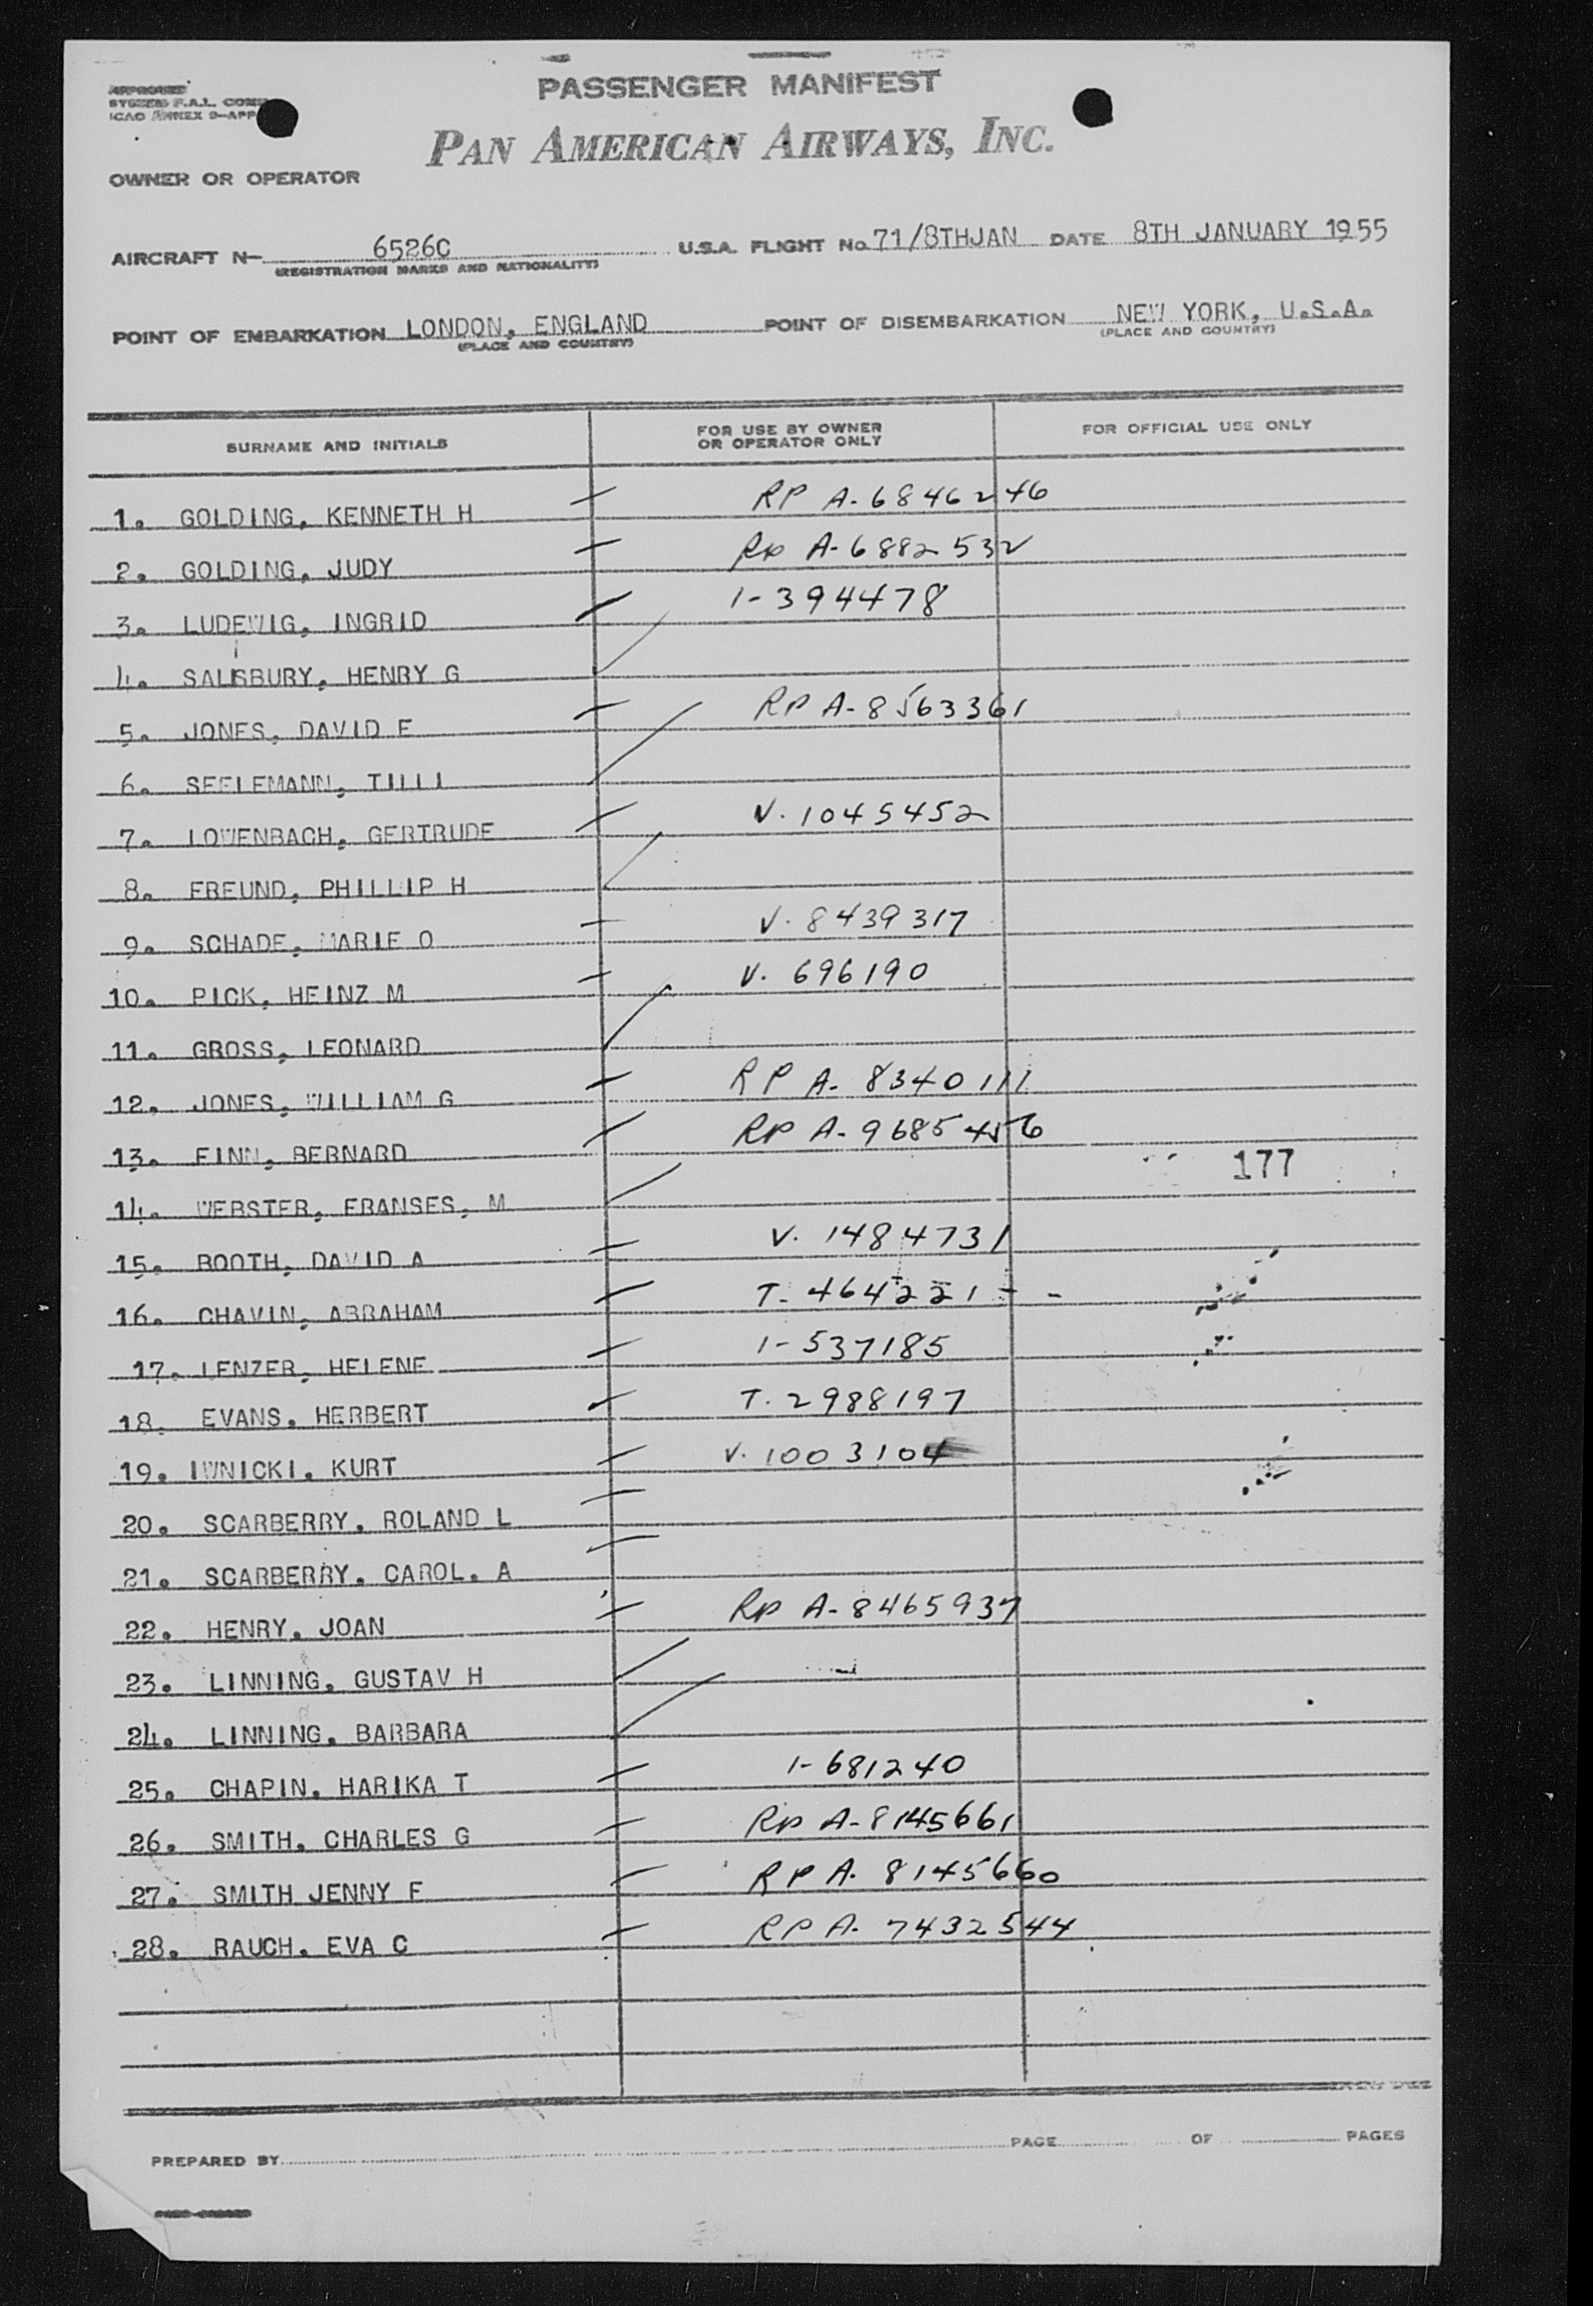 APPROVED
SYSTEM F.A.L. COM
ICAO ANNEX 9-APP
PASSENGER MANIFEST
PAN AMERICAN AIRWAYS, INC.
OWNER OR OPERATOR
AIRCRAFT N- 6526C U.S.A. FLIGHT No. 71/8THJAN DATE 8TH JANUARY 1955
(REGISTRATION MARKS AND NATIONALITY)
POINT OF EMBARKATION LONDON, ENGLAND POINT OF DISEMBARKATION NEW YORK, U.S.A.
(PLACE AND COUNTRY) (PLACE AND COUNTRY)
SURNAME AND INITIALS FOR USE BY OWNER OR OPERATOR ONLY FOR OFFICIAL USE ONLY
1. GOLDING, KENNETH H RP A-6846246
2. GOLDING, JUDY RP A-6882532
3. LUDEWIG, INGRID 1-394478
4. SALISBURY, HENRY G
5. JONES, DAVID E RP A-8563361
6. SEELEMANN, TILLI
7. LOWENBACH, GERTRUDE V. 1045452
8. FREUND, PHILLIP H
9. SCHADE, MARIE O V. 8439317
10. PICK, HEINZ M V. 696190
11. GROSS, LEONARD
12. JONES, WILLIAM G RP A- 8340111
13. FINN, BERNARD RP A-9685456
177
14. WEBSTER, FRANSES, M
15. BOOTH, DAVID A V. 1484731
16. CHAVIN, ABRAHAM T- 464221 - -
17. LENZER, HELENE 1-537185
18. EVANS. HERBERT T. 2988197
19. IWNICKI. KURT V. 1003104
20. SCARBERRY. ROLAND L
21. SCARBERRY. CAROL. A
22. HENRY. JOAN RP A-8465937
23. LINNING. GUSTAV H
24. LINNING. BARBARA
25. CHAPIN. HARIKA T 1-681240
26. SMITH. CHARLES G RP A-8145661
27. SMITH JENNY F RP A. 8145660
28. RAUCH. EVA C RP A. 7432544
PREPARED BY PAGE OF PAGES